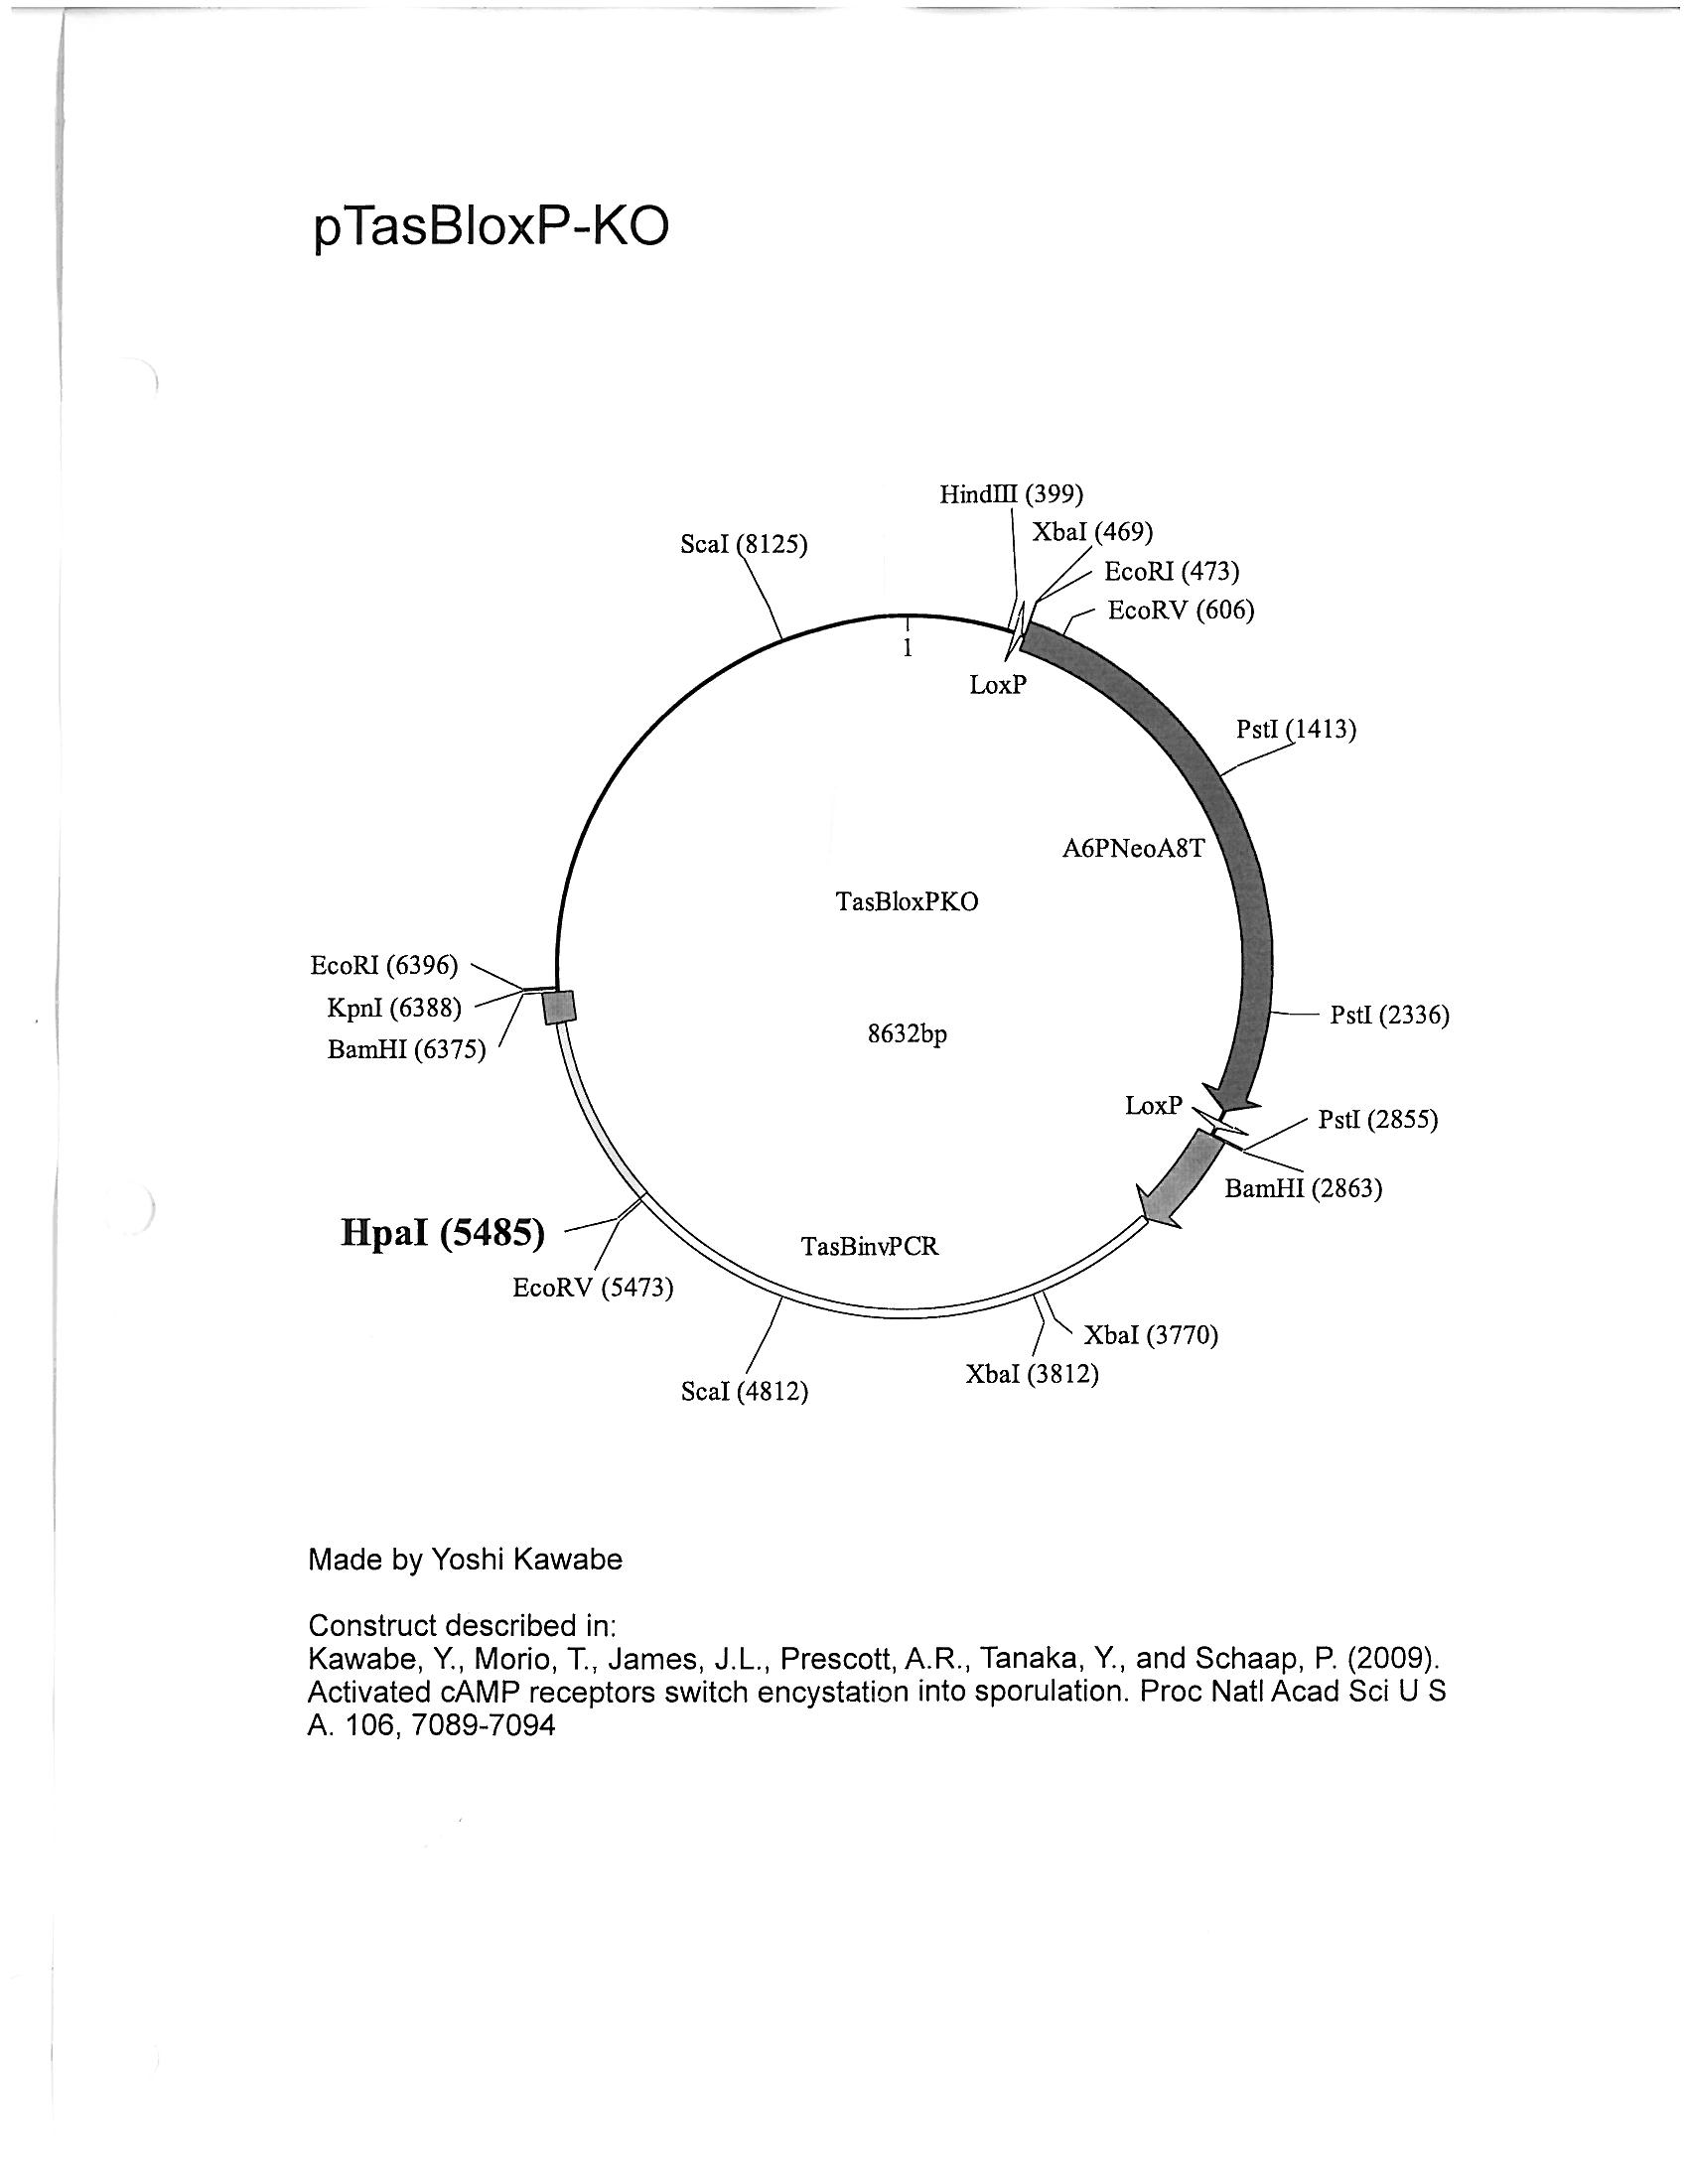 pTasBloxP-KO
HindIII (399)
XbaI (469)
ScaI (8125)
EcoRI (473)
EcoRV (606)
1
LoxP
PstI (1413)
A6PNeoA8T
TasBloxPKO
EcoRI (6396)
KpnI (6388)
PstI (2336)
8632bp
BamHI (6375)
LoxP
PstI (2855)
BamHI (2863)
HpaI (5485)
TasBinvPCR
EcoRV (5473)
XbaI (3770)
XbaI (3812)
ScaI (4812)
Made by Yoshi Kawabe
Construct described in:
Kawabe, Y., Morio, T., James, J.L., Prescott, A.R., Tanaka, Y., and Schaap, P. (2009).
Activated cAMP receptors switch encystation into sporulation. Proc Natl Acad Sci U S
A. 106, 7089-7094